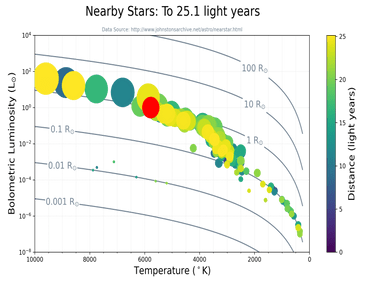 Nearby Stars: To 25.1 light years
Data Source: http://www.johnstonsarchive.net/astro/nearstar.html
Bolometric Luminosity (L⊙)
10⁴
10²
10⁰
10⁻²
10⁻⁴
10⁻⁶
10⁻⁸
100 R⊙
10 R⊙
1 R⊙
0.1 R⊙
0.01 R⊙
0.001 R⊙
10000 8000 6000 4000 2000 0
Temperature (°K)
25
20
15
10
5
0
Distance (light years)